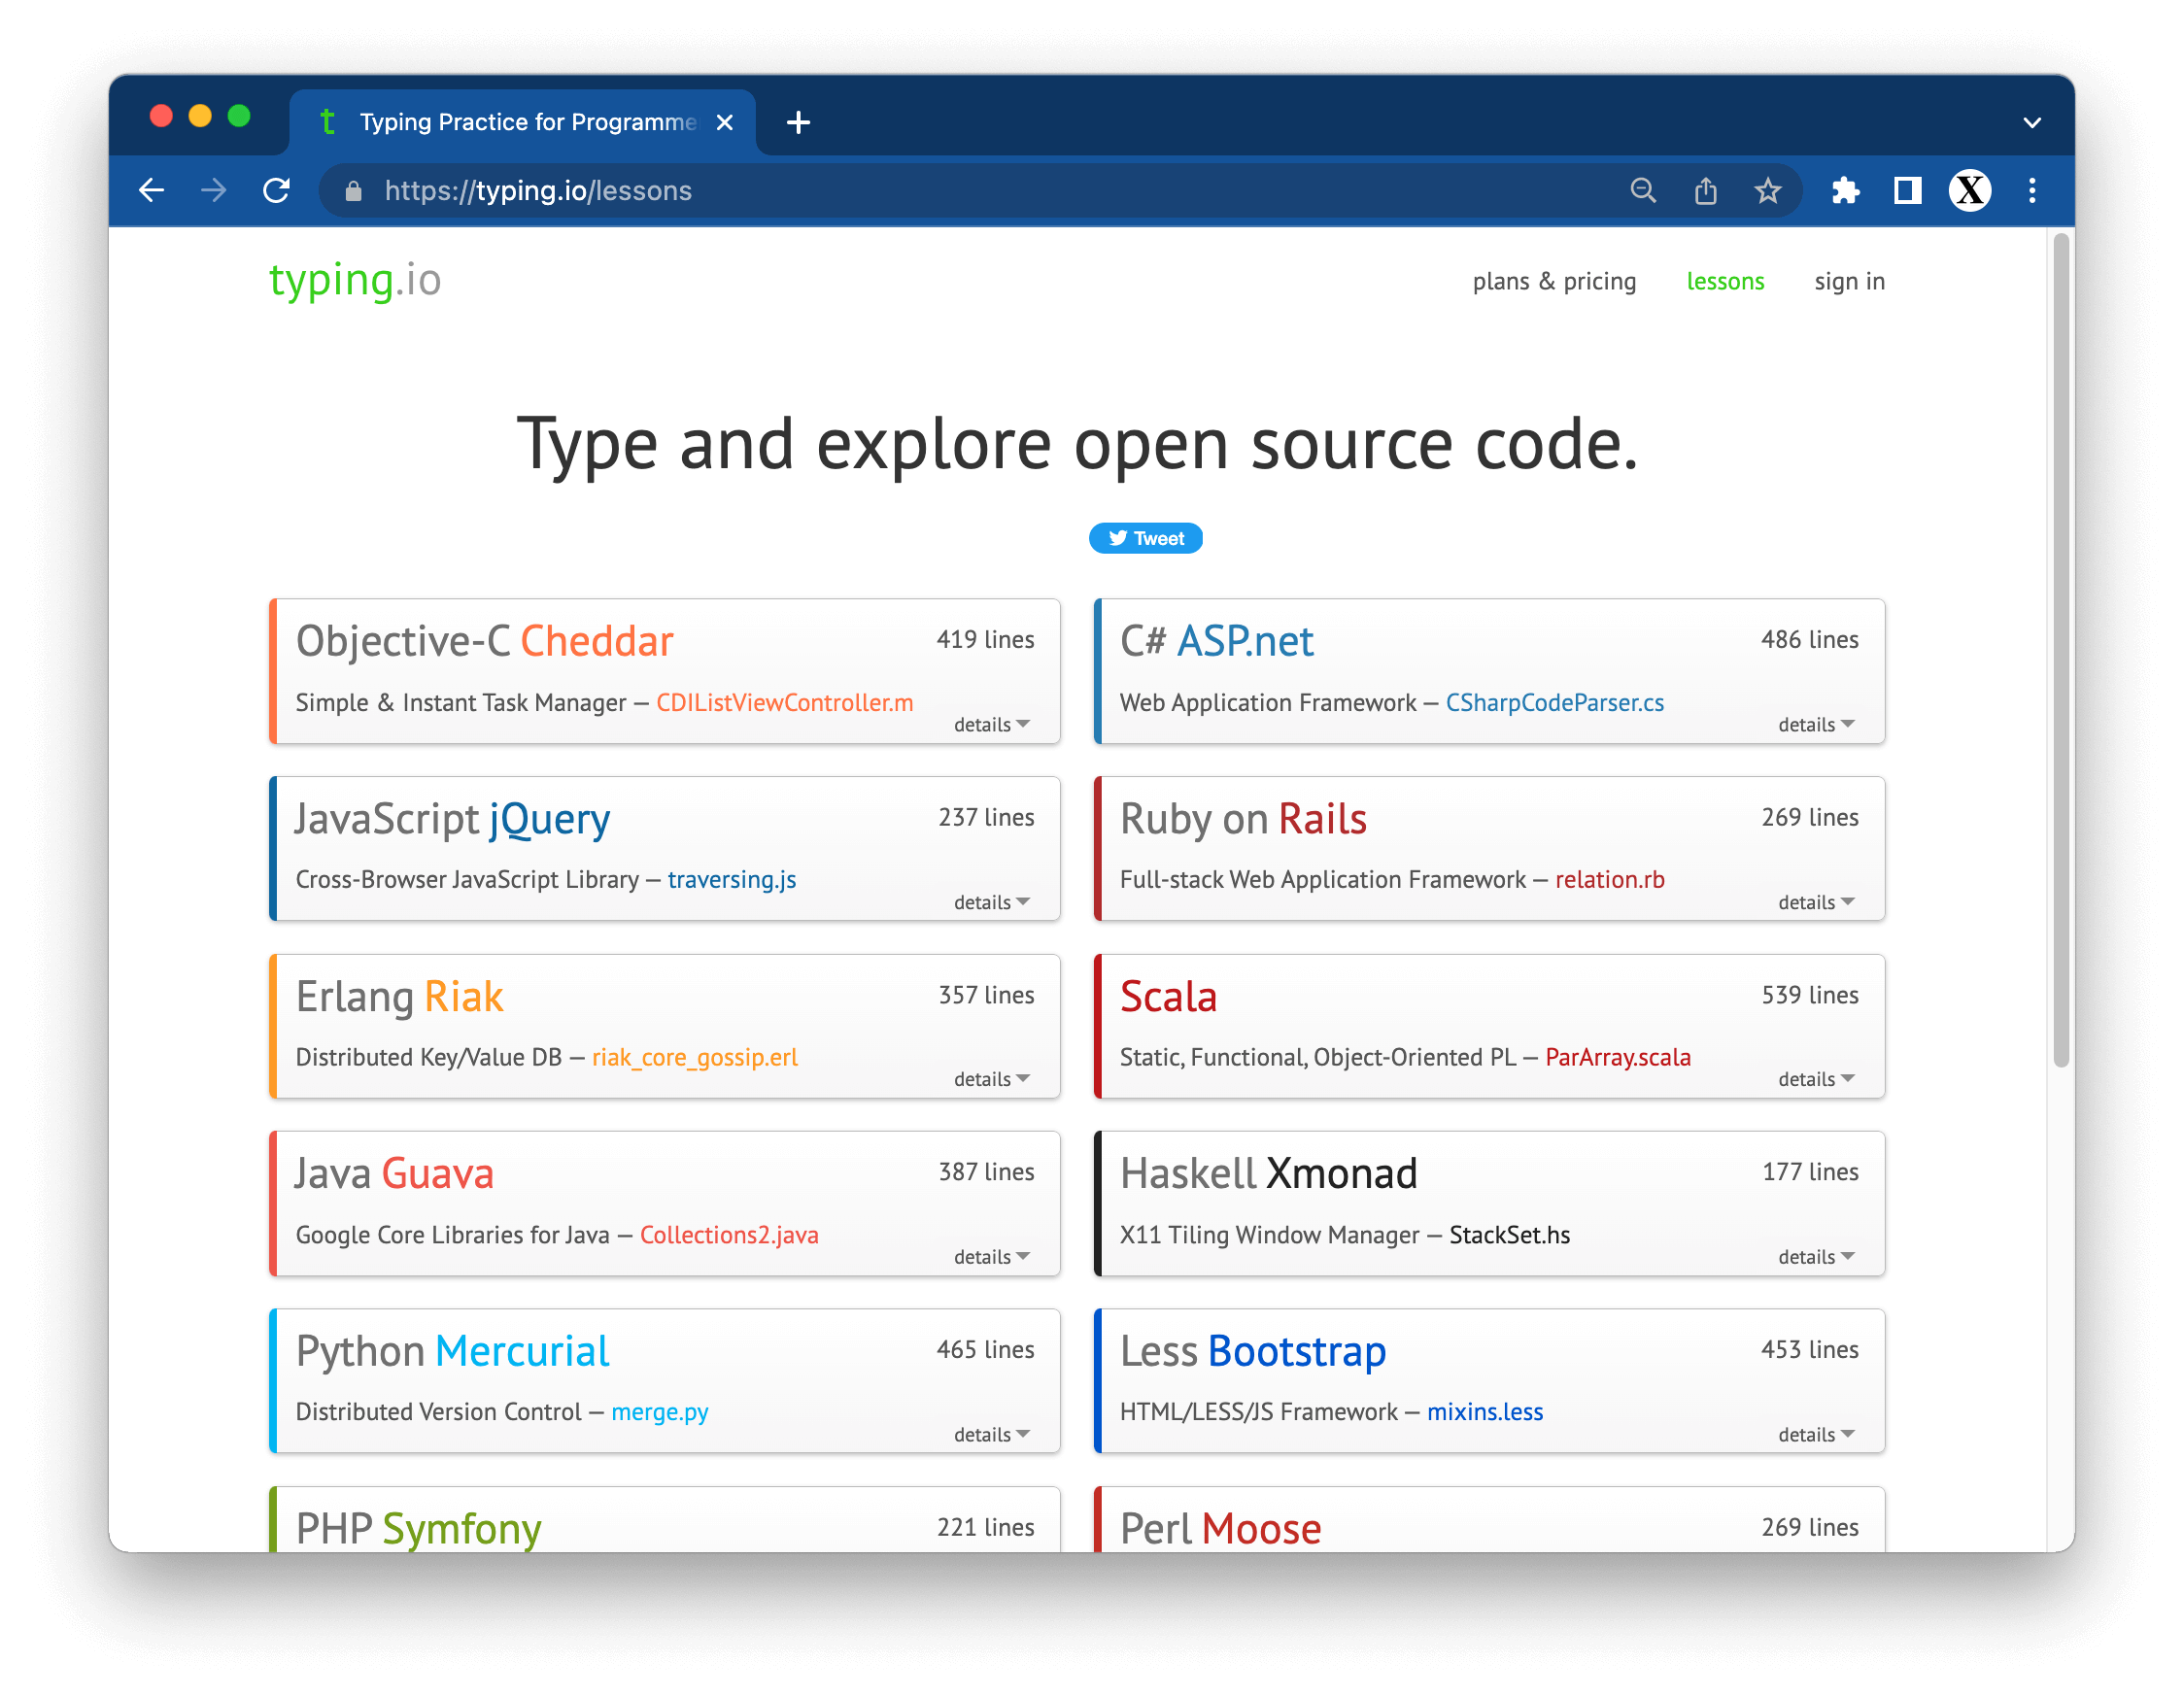 t Typing Practice for Programme
https://typing.io/lessons
X
typing.io
plans & pricing lessons sign in
Type and explore open source code.
Tweet
Objective-C Cheddar 419 lines
Simple & Instant Task Manager — CDIListViewController.m
details
C# ASP.net 486 lines
Web Application Framework — CSharpCodeParser.cs
details
JavaScript jQuery 237 lines
Cross-Browser JavaScript Library — traversing.js
details
Ruby on Rails 269 lines
Full-stack Web Application Framework — relation.rb
details
Erlang Riak 357 lines
Distributed Key/Value DB — riak_core_gossip.erl
details
Scala 539 lines
Static, Functional, Object-Oriented PL — ParArray.scala
details
Java Guava 387 lines
Google Core Libraries for Java — Collections2.java
details
Haskell Xmonad 177 lines
X11 Tiling Window Manager — StackSet.hs
details
Python Mercurial 465 lines
Distributed Version Control — merge.py
details
Less Bootstrap 453 lines
HTML/LESS/JS Framework — mixins.less
details
PHP Symfony 221 lines
Perl Moose 269 lines